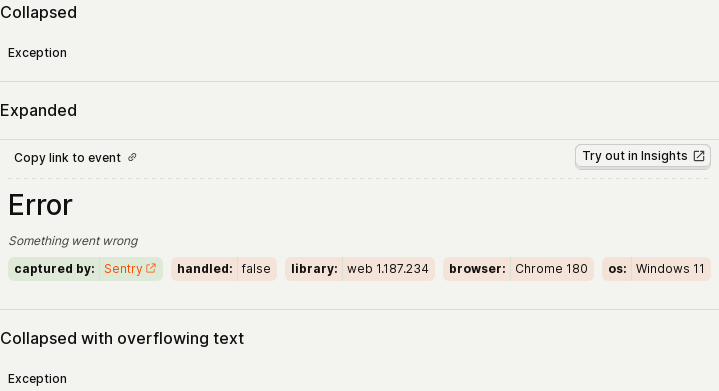 Collapsed
Exception
Expanded
Copy link to event
Try out in Insights
Error
Something went wrong
captured by: Sentry handled: false library: web 1.187.234 browser: Chrome 180 os: Windows 11
Collapsed with overflowing text
Exception